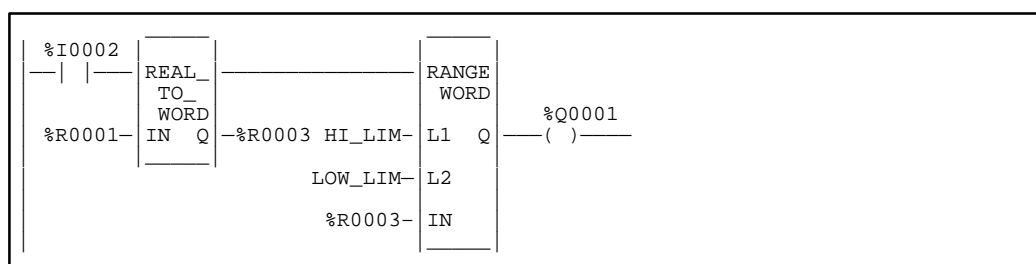 %I0002
REAL_ RANGE
TO_ WORD
WORD %Q0001
%R0001 IN Q %R0003 HI_LIM L1 Q ( )
LOW_LIM L2
%R0003 IN